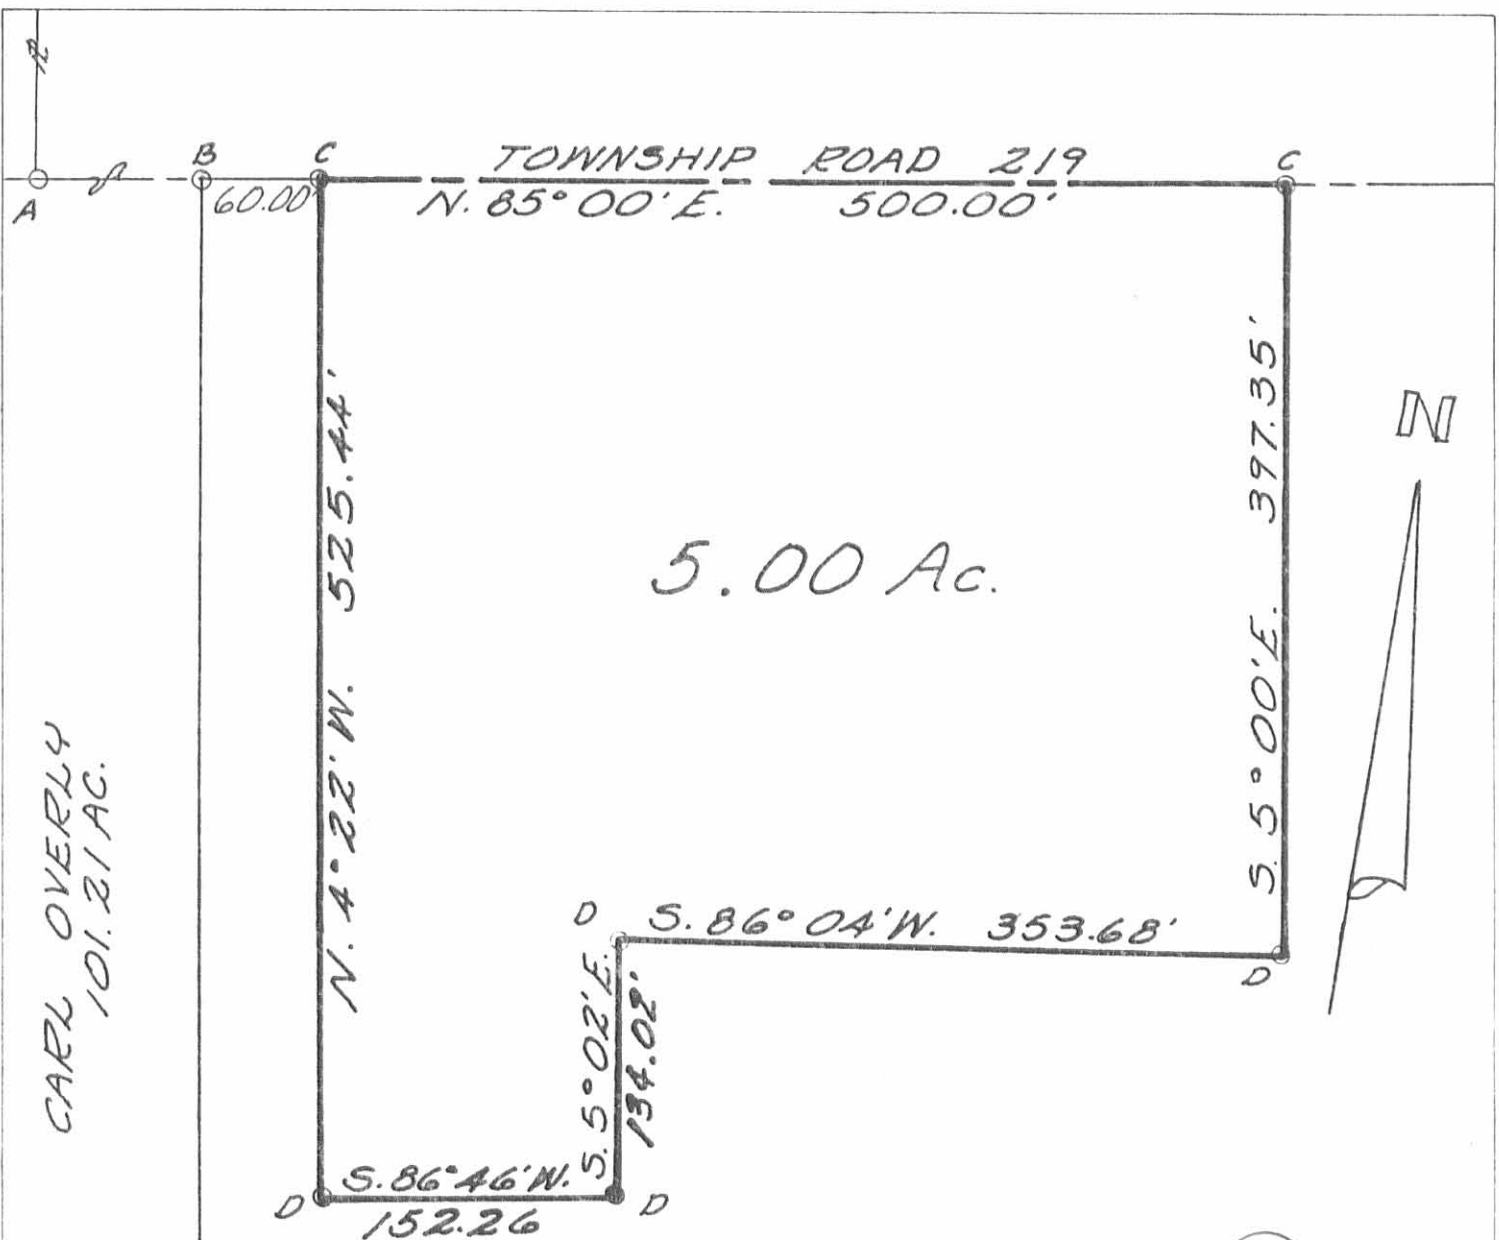 B C TOWNSHIP ROAD 219 C
A 60.00' N. 85° 00' E. 500.00'
N. 4° 22' W. 525.44'
5.00 Ac.
S. 5° 00' E. 397.35'
N
CARL OVERLY
101.21 AC.
D S. 86° 04' W. 353.68'
D
S. 5° 02' E.
134.02'
D S. 86° 46' W. D
152.26